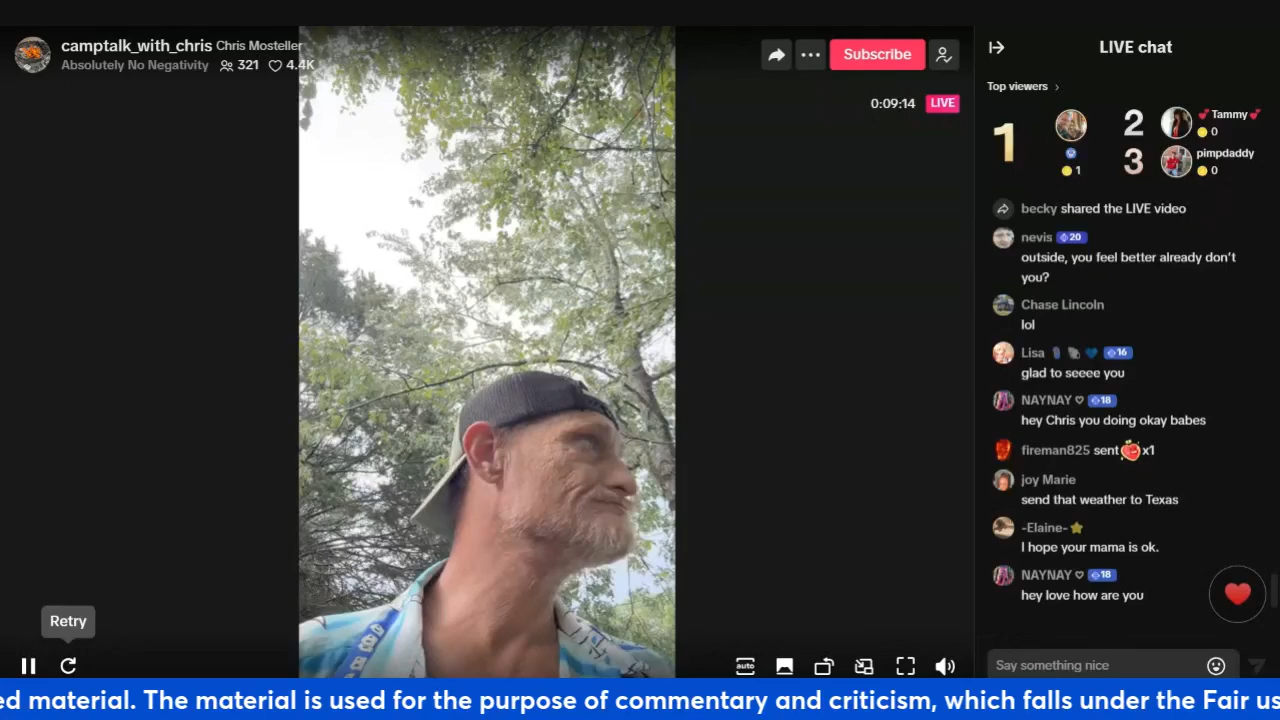 camptalk_with_chris Chris Mosteller
Absolutely No Negativity 321 4.4K
Subscribe
0:09:14 LIVE
LIVE chat
Top viewers
1
1
2
Tammy
0
3
pimpdaddy
0
becky shared the LIVE video
nevis 20
outside, you feel better already don't
you?
Chase Lincoln
lol
Lisa 16
glad to seeee you
NAYNAY ♡ 18
hey Chris you doing okay babes
fireman825 sent x1
joy Marie
send that weather to Texas
-Elaine-
I hope your mama is ok.
NAYNAY ♡ 18
hey love how are you
Retry
auto
Say something nice
ed material. The material is used for the purpose of commentary and criticism, which falls under the Fair us